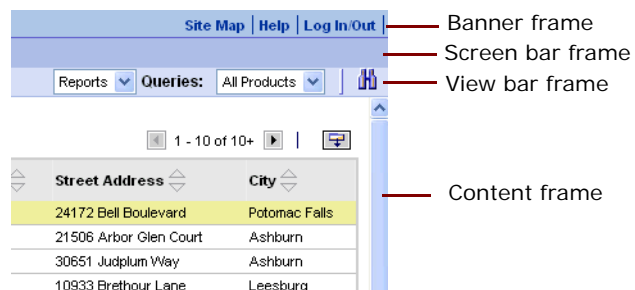 Site Map | Help | Log In/Out | Banner frame
Screen bar frame
Reports Queries: All Products View bar frame
1 - 10 of 10+
Street Address City
Content frame
24172 Bell Boulevard Potomac Falls
21506 Arbor Glen Court Ashburn
30651 Judplum Way Ashburn
10933 Brethour Lane Leesburg